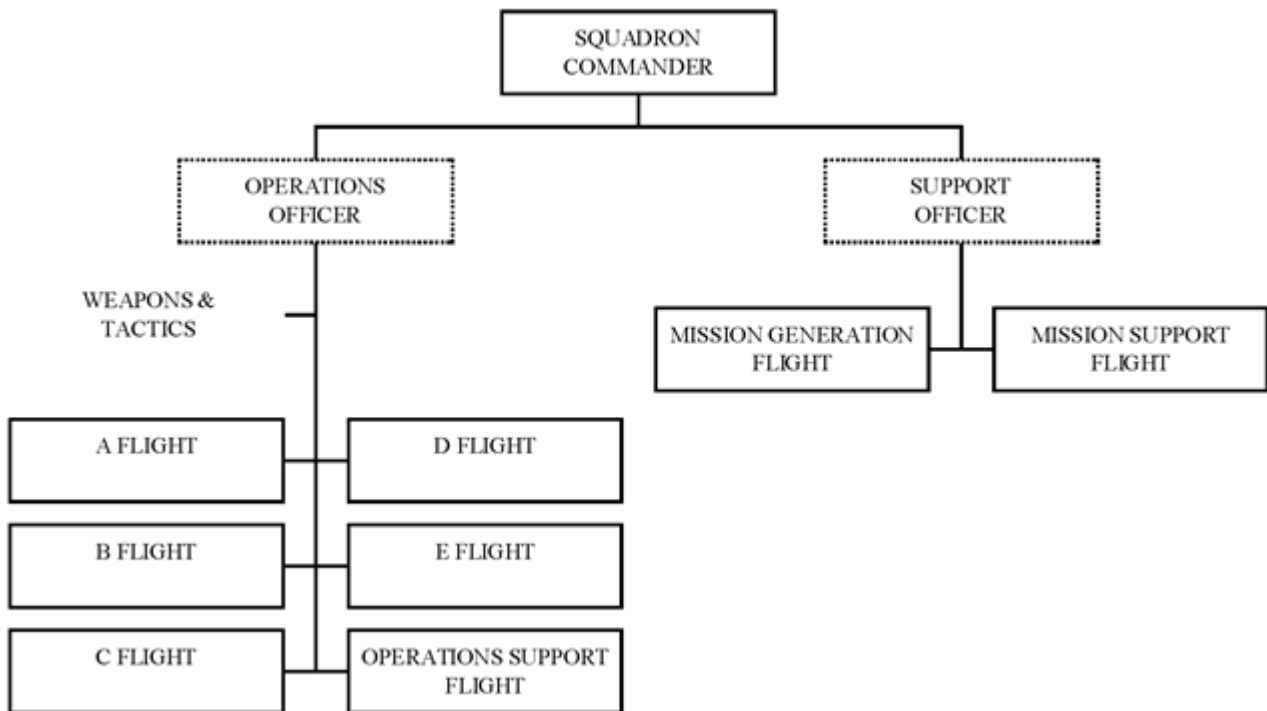 SQUADRON
COMMANDER
OPERATIONS
OFFICER
SUPPORT
OFFICER
WEAPONS &
TACTICS
MISSION GENERATION
FLIGHT
MISSION SUPPORT
FLIGHT
A FLIGHT
D FLIGHT
B FLIGHT
E FLIGHT
C FLIGHT
OPERATIONS SUPPORT
FLIGHT